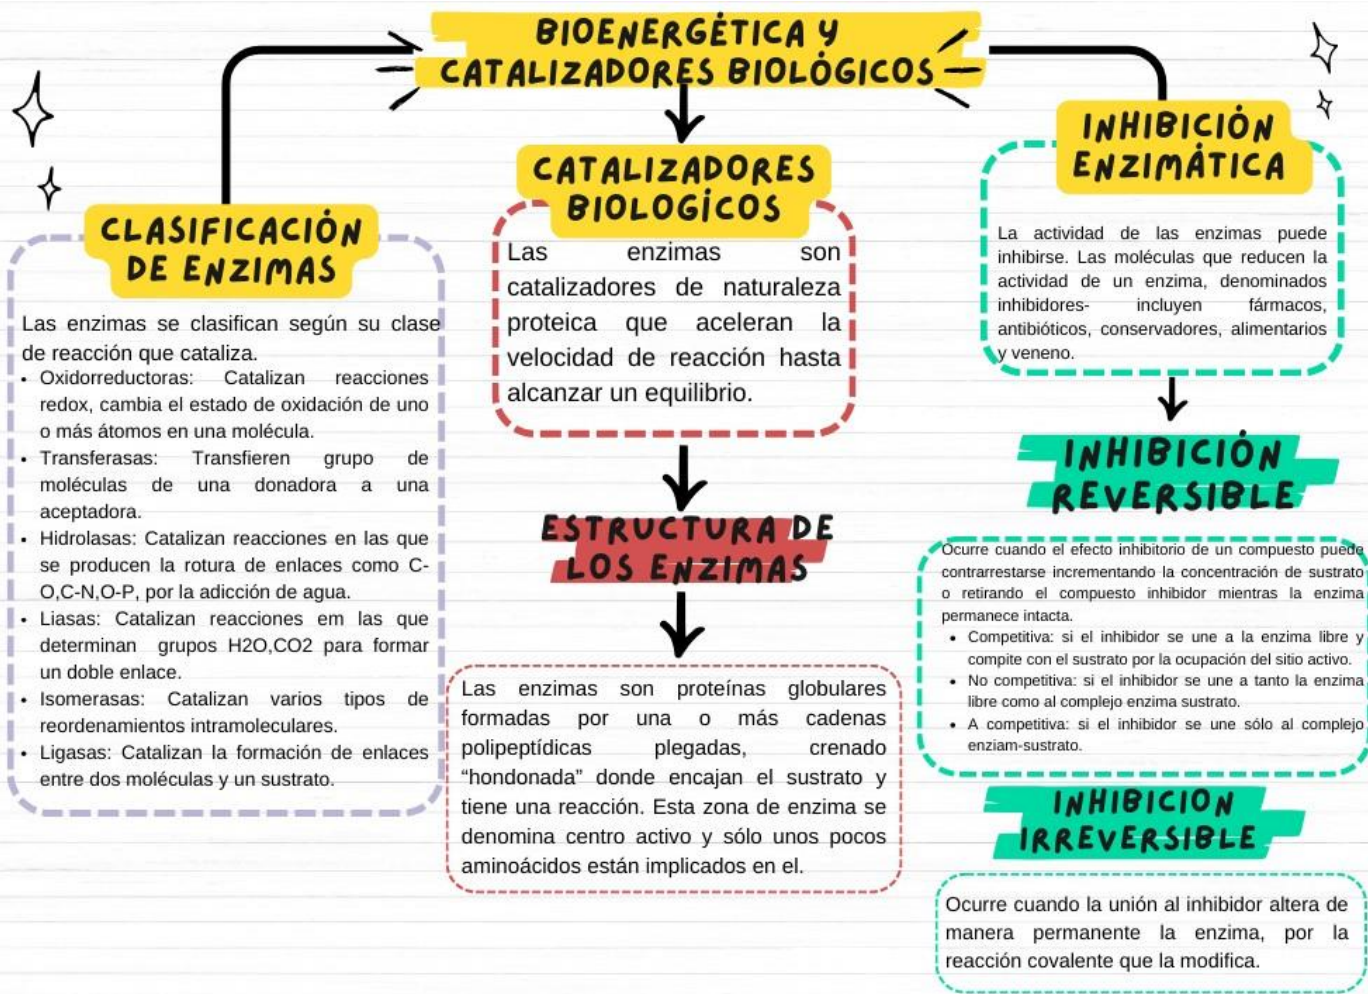 BIOENERGÉTICA Y
CATALIZADORES BIOLÓGICOS
CLASIFICACIÓN
DE ENZIMAS
Las enzimas se clasifican según su clase
de reacción que cataliza.
• Oxidorreductoras: Catalizan reacciones
redox, cambia el estado de oxidación de uno
o más átomos en una molécula.
• Transferasas: Transfieren grupo de
moléculas de una donadora a una
aceptadora.
• Hidrolasas: Catalizan reacciones en las que
se producen la rotura de enlaces como C-
O,C-N,O-P, por la adicción de agua.
• Liasas: Catalizan reacciones em las que
determinan grupos H2O,CO2 para formar
un doble enlace.
• Isomerasas: Catalizan varios tipos de
reordenamientos intramoleculares.
• Ligasas: Catalizan la formación de enlaces
entre dos moléculas y un sustrato.
CATALIZADORES
BIOLOGÍCOS
Las enzimas son
catalizadores de naturaleza
proteica que aceleran la
velocidad de reacción hasta
alcanzar un equilibrio.
ESTRUCTURA DE
LOS ENZIMAS
Las enzimas son proteínas globulares
formadas por una o más cadenas
polipeptídicas plegadas, crenado
“hondonada” donde encajan el sustrato y
tiene una reacción. Esta zona de enzima se
denomina centro activo y sólo unos pocos
aminoácidos están implicados en el.
INHIBICIÓN
ENZIMÁTICA
La actividad de las enzimas puede
inhibirse. Las moléculas que reducen la
actividad de un enzima, denominados
inhibidores- incluyen fármacos,
antibióticos, conservadores, alimentarios
y veneno.
INHIBICIÓN
REVERSIBLE
Ocurre cuando el efecto inhibitorio de un compuesto puede
contrarrestarse incrementando la concentración de sustrato
o retirando el compuesto inhibidor mientras la enzima
permanece intacta.
• Competitiva: si el inhibidor se une a la enzima libre y
compite con el sustrato por la ocupación del sitio activo.
• No competitiva: si el inhibidor se une a tanto la enzima
libre como al complejo enzima sustrato.
• A competitiva: si el inhibidor se une sólo al complejo
enziam-sustrato.
INHIBICION
IRREVERSIBLE
Ocurre cuando la unión al inhibidor altera de
manera permanente la enzima, por la
reacción covalente que la modifica.